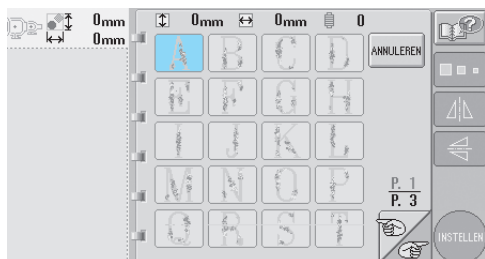 0mm
0mm
0mm 0mm 0
ANNULEREN
A B C D
E F G H
I J K L
M N O P
P. 1
P. 3
Q R S T
INSTELLEN